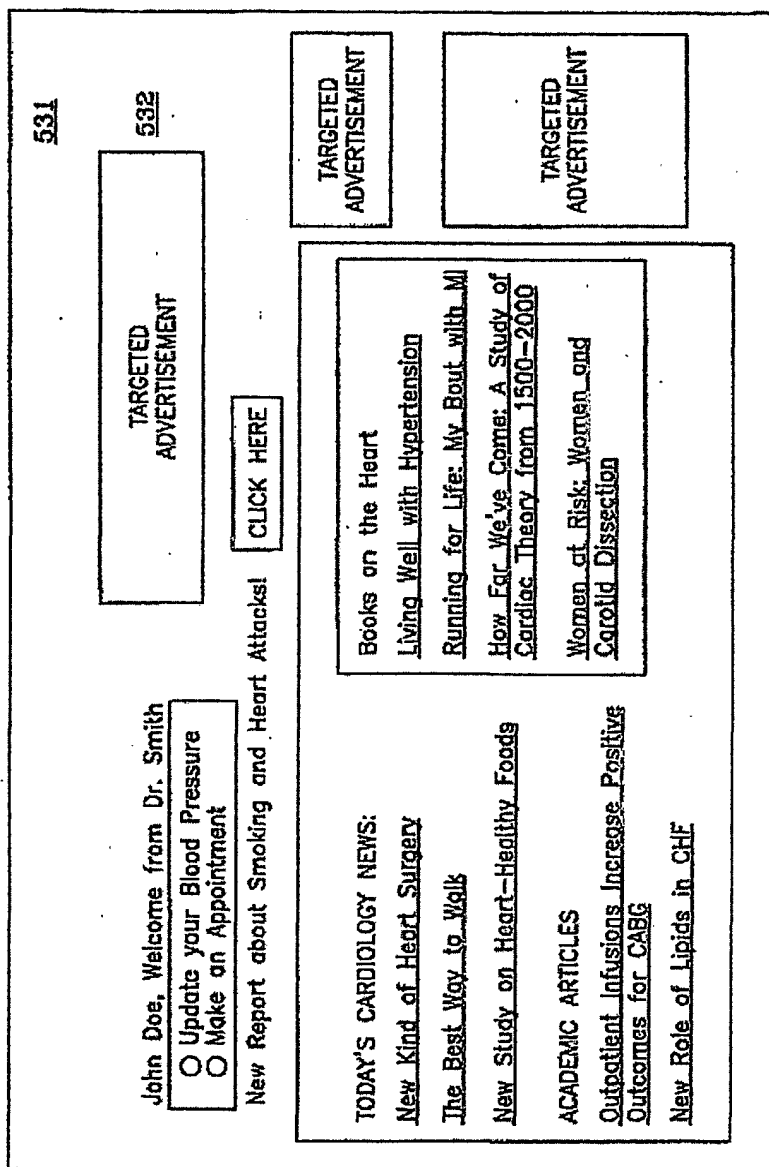 531
532
John Doe, Welcome from Dr. Smith
Update your Blood Pressure
Make an Appointment
TARGETED
ADVERTISEMENT
New Report about Smoking and Heart Attacks!
CLICK HERE
TODAY'S CARDIOLOGY NEWS:
New Kind of Heart Surgery
The Best Way to Walk
New Study on Heart-Healthy Foods
ACADEMIC ARTICLES
Outpatient Infusions Increase Positive
Outcomes for CABG
New Role of Lipids in CHF
Books on the Heart
Living Well with Hypertension
Running for Life: My Bout with MI
How Far We've Come: A Study of
Cardiac Theory from 1500-2000
Women at Risk: Women and
Carotid Dissection
TARGETED
ADVERTISEMENT
TARGETED
ADVERTISEMENT